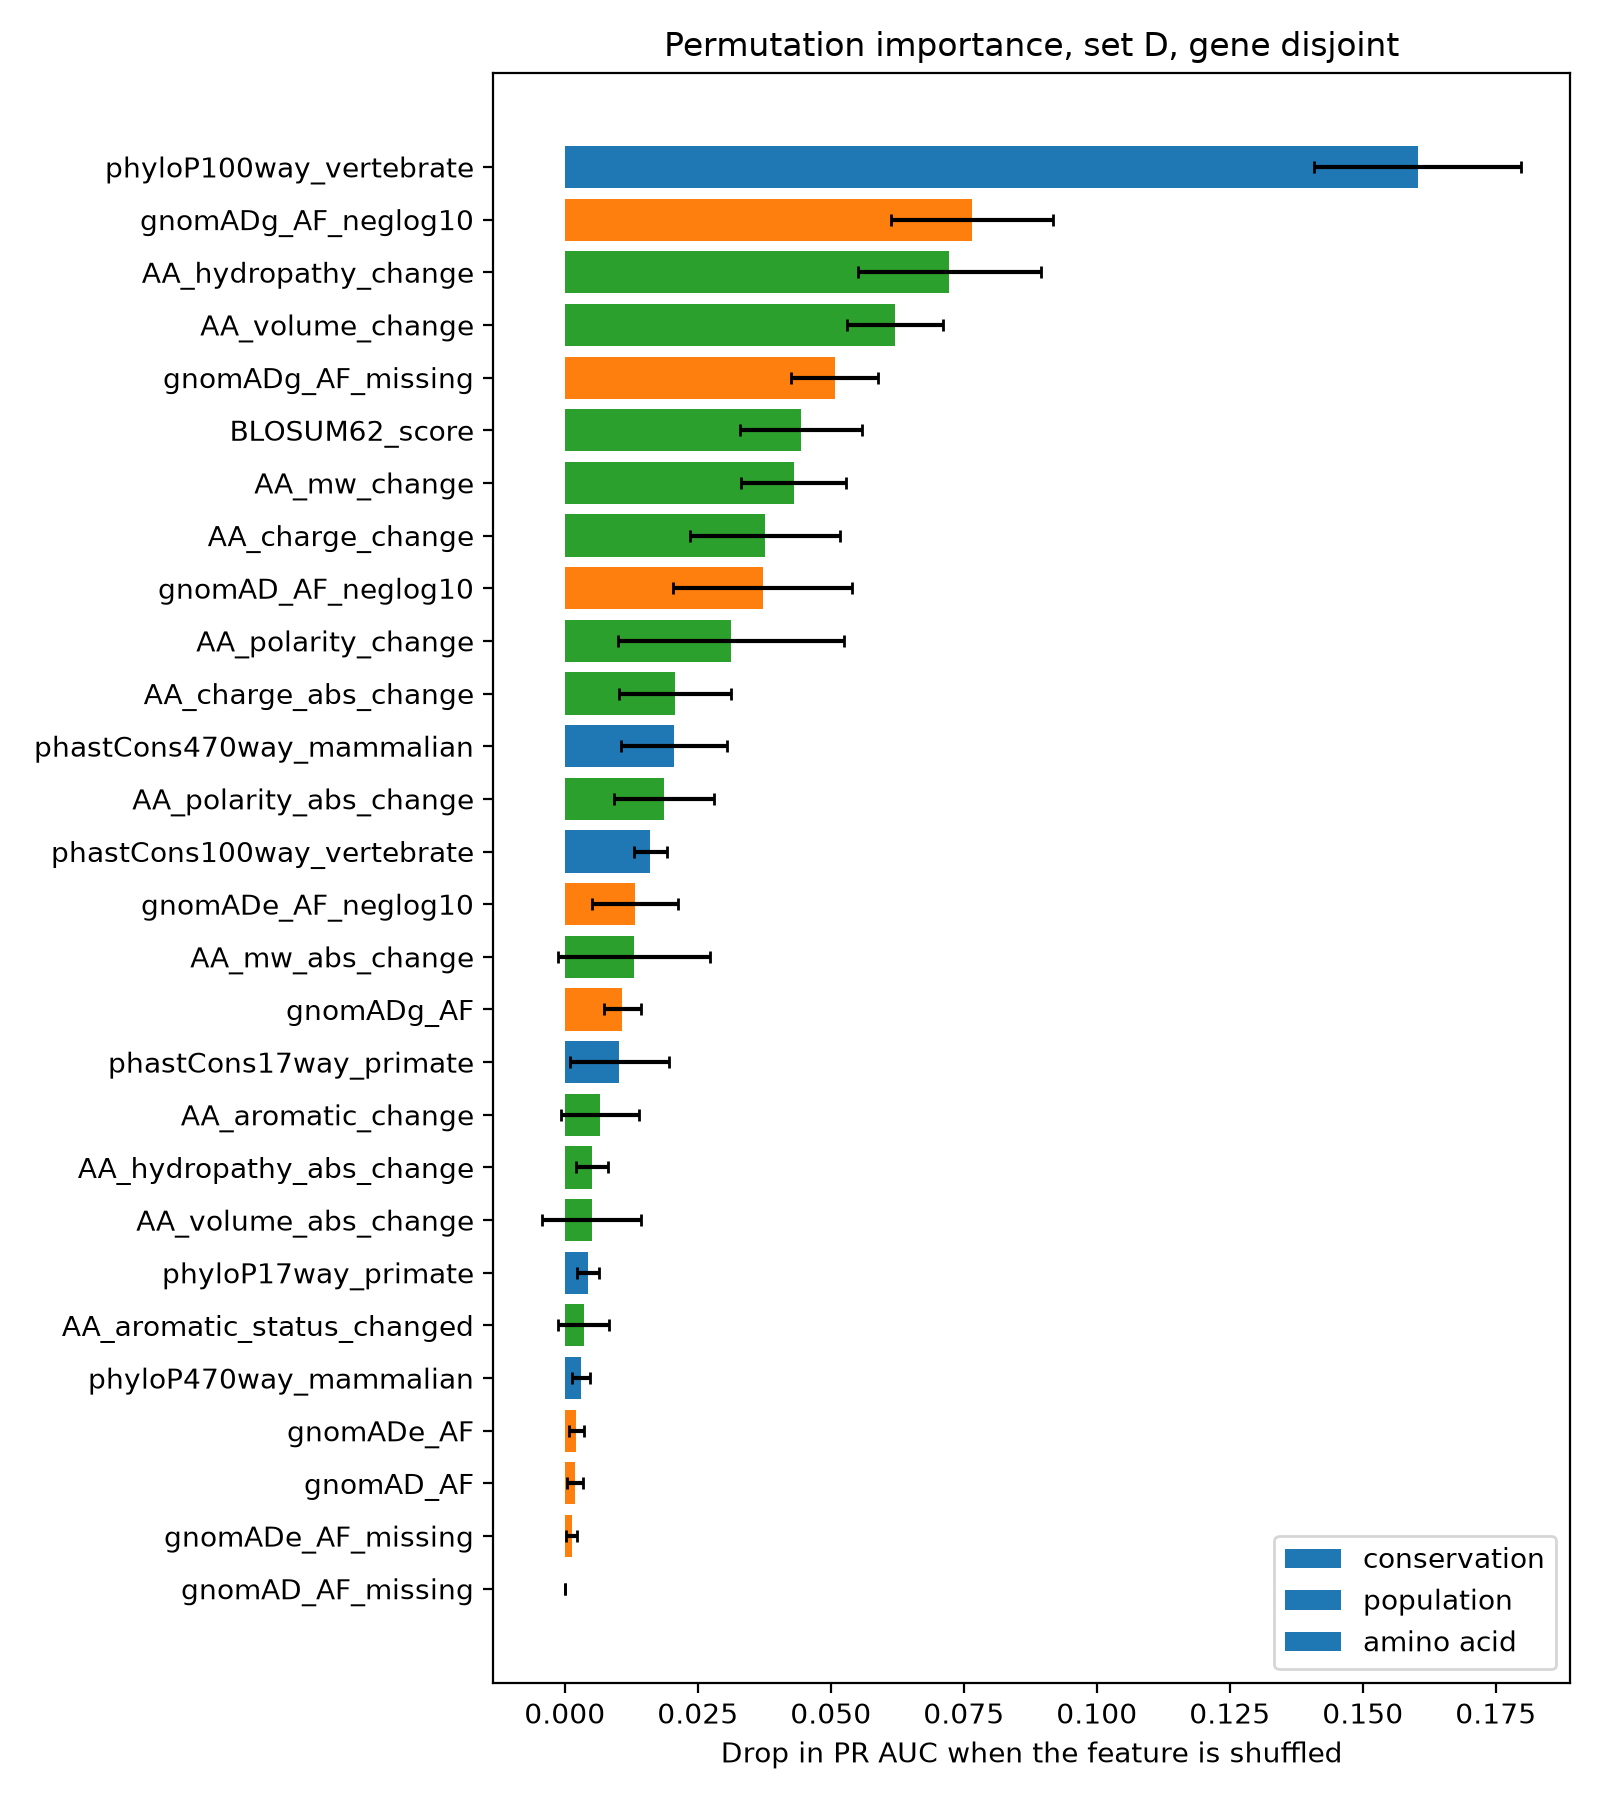 Permutation importance, set D, gene disjoint
phyloP100way_vertebrate
gnomADg_AF_neglog10
AA_hydropathy_change
AA_volume_change
gnomADg_AF_missing
BLOSUM62_score
AA_mw_change
AA_charge_change
gnomAD_AF_neglog10
AA_polarity_change
AA_charge_abs_change
phastCons470way_mammalian
AA_polarity_abs_change
phastCons100way_vertebrate
gnomADe_AF_neglog10
AA_mw_abs_change
gnomADg_AF
phastCons17way_primate
AA_aromatic_change
AA_hydropathy_abs_change
AA_volume_abs_change
phyloP17way_primate
AA_aromatic_status_changed
phyloP470way_mammalian
gnomADe_AF
gnomAD_AF
gnomADe_AF_missing
gnomAD_AF_missing
conservation
population
amino acid
0.000 0.025 0.050 0.075 0.100 0.125 0.150 0.175
Drop in PR AUC when the feature is shuffled